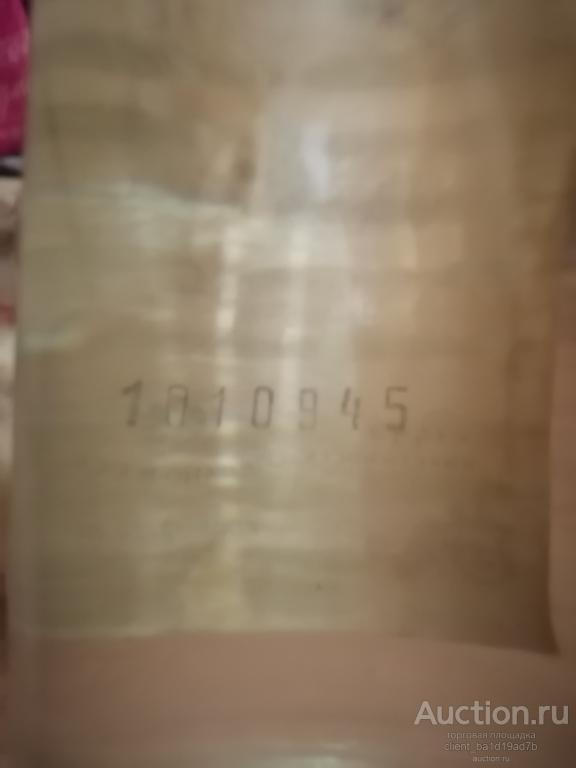 1010945
Auction.ru
торговая площадка
client_ba1d19ad7b
auction.ru